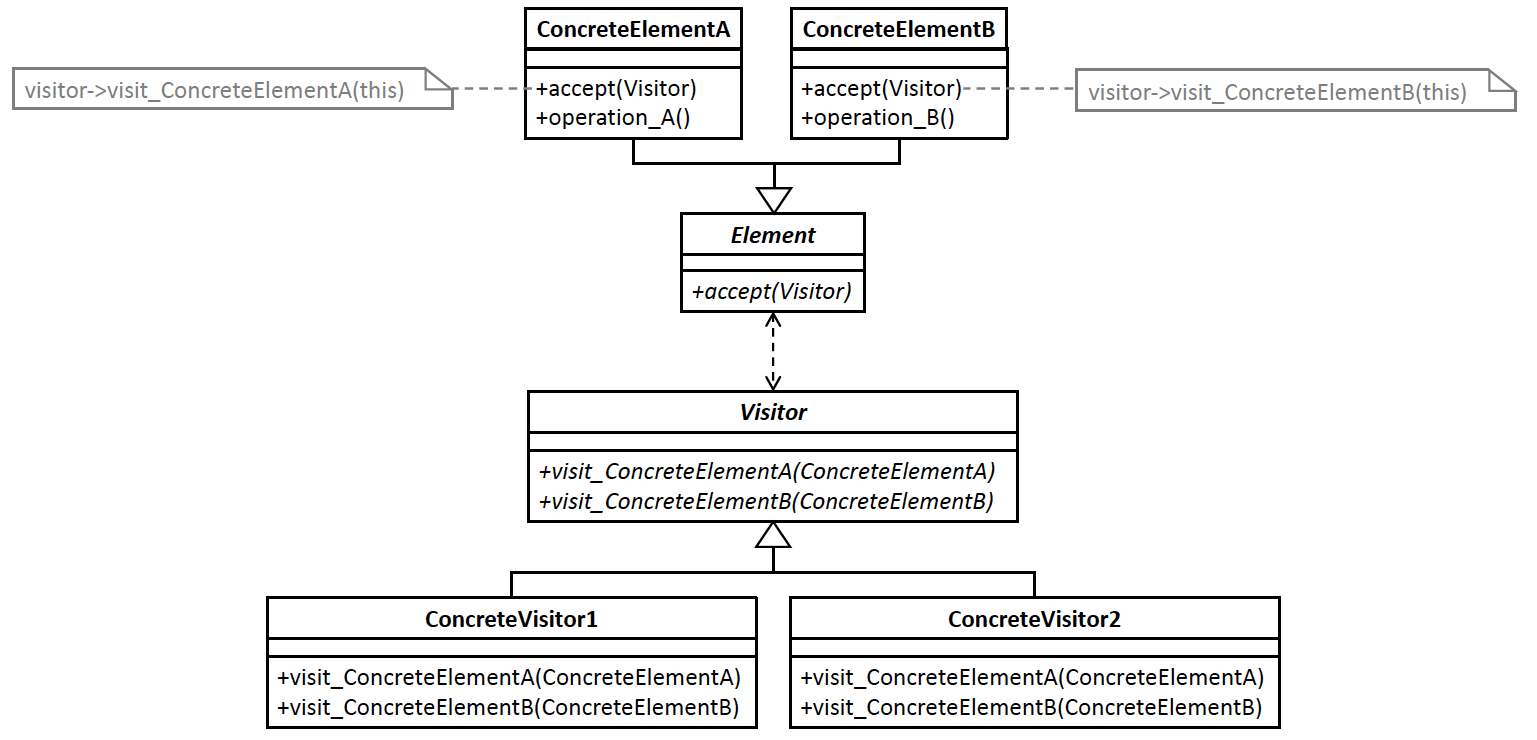 ConcreteElementA
+accept(Visitor)
+operation_A()
ConcreteElementB
+accept(Visitor)
+operation_B()
visitor->visit_ConcreteElementA(this)
visitor->visit_ConcreteElementB(this)
Element
+accept(Visitor)
Visitor
+visit_ConcreteElementA(ConcreteElementA)
+visit_ConcreteElementB(ConcreteElementB)
ConcreteVisitor1
+visit_ConcreteElementA(ConcreteElementA)
+visit_ConcreteElementB(ConcreteElementB)
ConcreteVisitor2
+visit_ConcreteElementA(ConcreteElementA)
+visit_ConcreteElementB(ConcreteElementB)